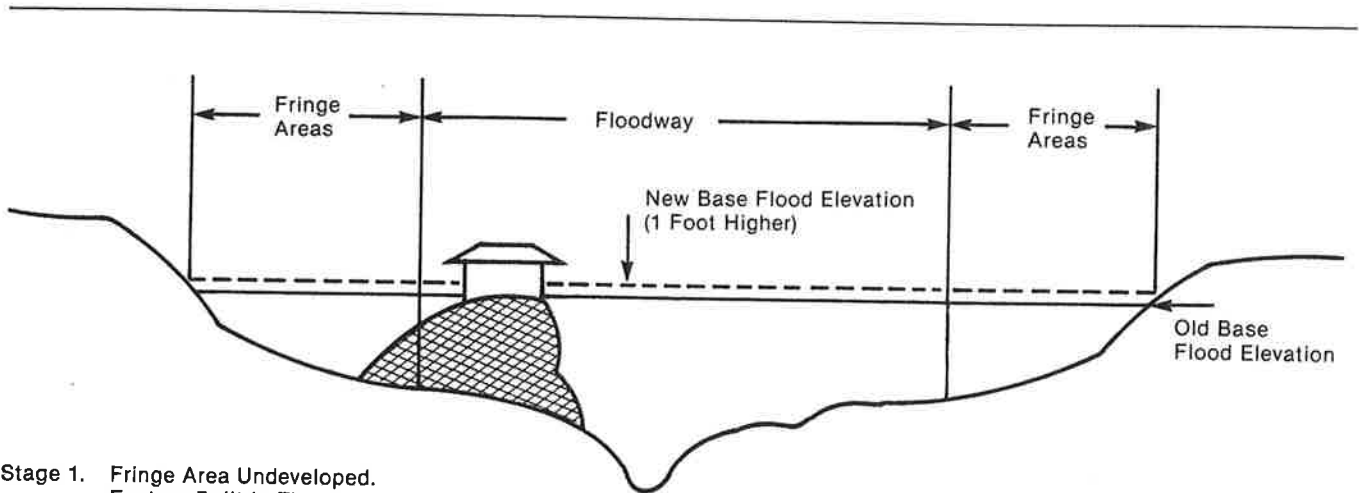 Fringe
Areas
Floodway
Fringe
Areas
New Base Flood Elevation
(1 Foot Higher)
Old Base
Flood Elevation
Stage 1. Fringe Area Undeveloped.